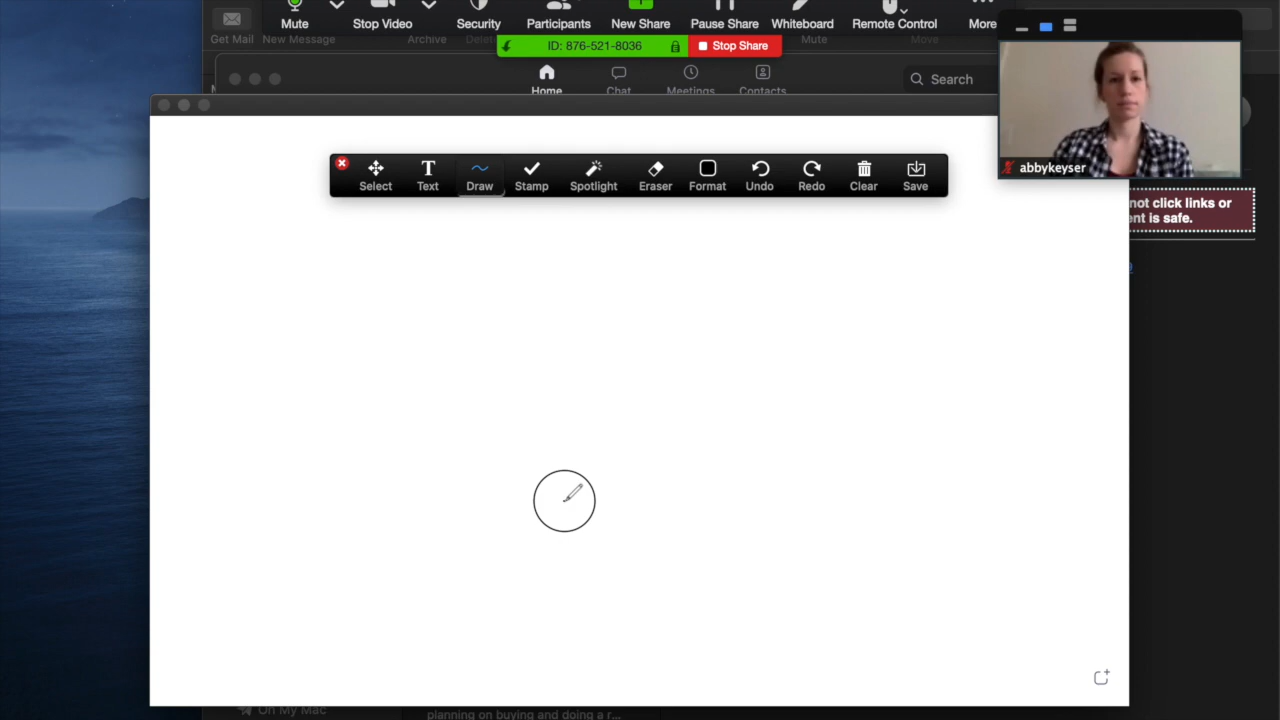 Mute
Stop Video
Security
Participants
New Share
Pause Share
Whiteboard
Remote Control
More
Get Mail
New Message
Archive
Mute
Move
ID: 876-521-8036
Stop Share
Home
Chat
Meetings
Contacts
Search
abbykeyser
Select
Text
Draw
Stamp
Spotlight
Eraser
Format
Undo
Redo
Clear
Save
not click links or
ent is safe.
On My Mac
planning on buying and doing a r...